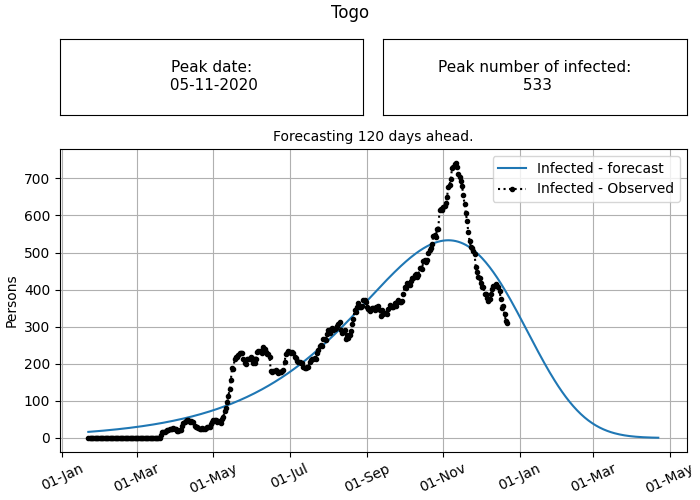 Togo
Peak date:
05-11-2020
Peak number of infected:
533
Forecasting 120 days ahead.
Infected - forecast
Infected - Observed
Persons
700
600
500
400
300
200
100
0
01-Jan
01-Mar
01-May
01-Jul
01-Sep
01-Nov
01-Jan
01-Mar
01-May